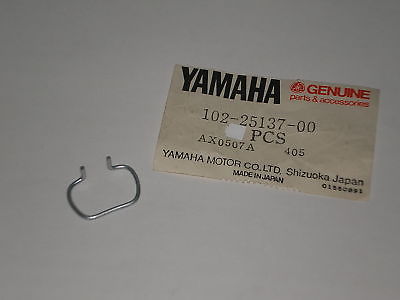 YAMAHA
GENUINE
parts & accessories
102-25137-00
PCS
AX0507A 405
YAMAHA MOTOR CO., LTD. Shizuoka Japan
MADE IN JAPAN